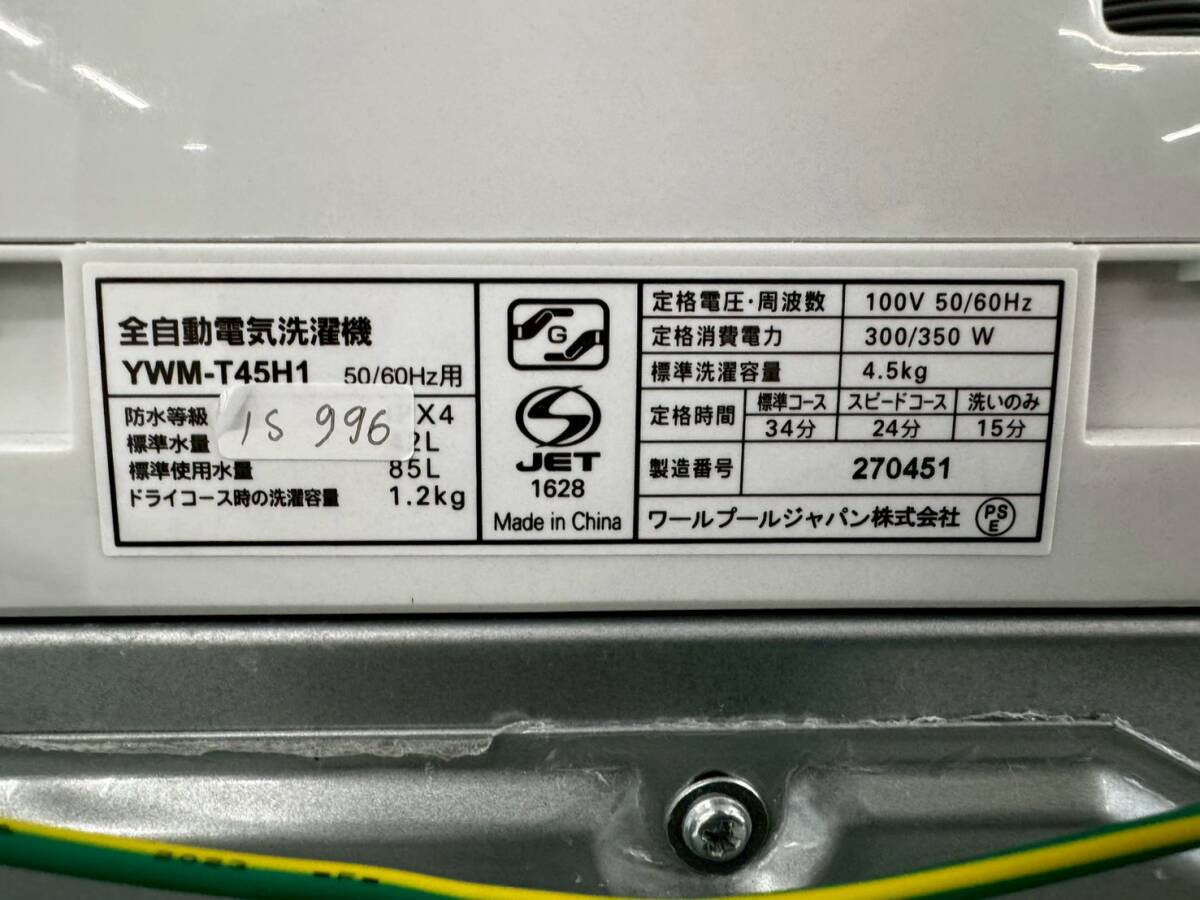 全自動電気洗濯機
YWM-T45H1 50/60Hz用
防水等級 X4
標準水量 2L
標準使用水量 85L
ドライコース時の洗濯容量 1.2kg
1S 996
G
S
JET
1628
Made in China
定格電圧・周波数 100V 50/60Hz
定格消費電力 300/350 W
標準洗濯容量 4.5kg
定格時間 標準コース スピードコース 洗いのみ
34分 24分 15分
製造番号 270451
ワールプールジャパン株式会社 PS E